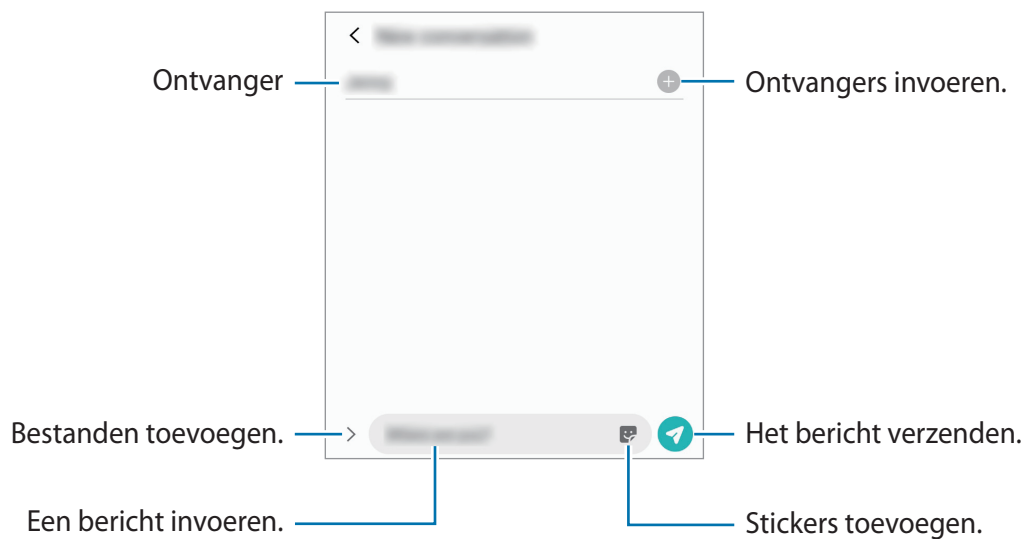 Ontvanger
Ontvangers invoeren.
Bestanden toevoegen.
Het bericht verzenden.
Een bericht invoeren.
Stickers toevoegen.